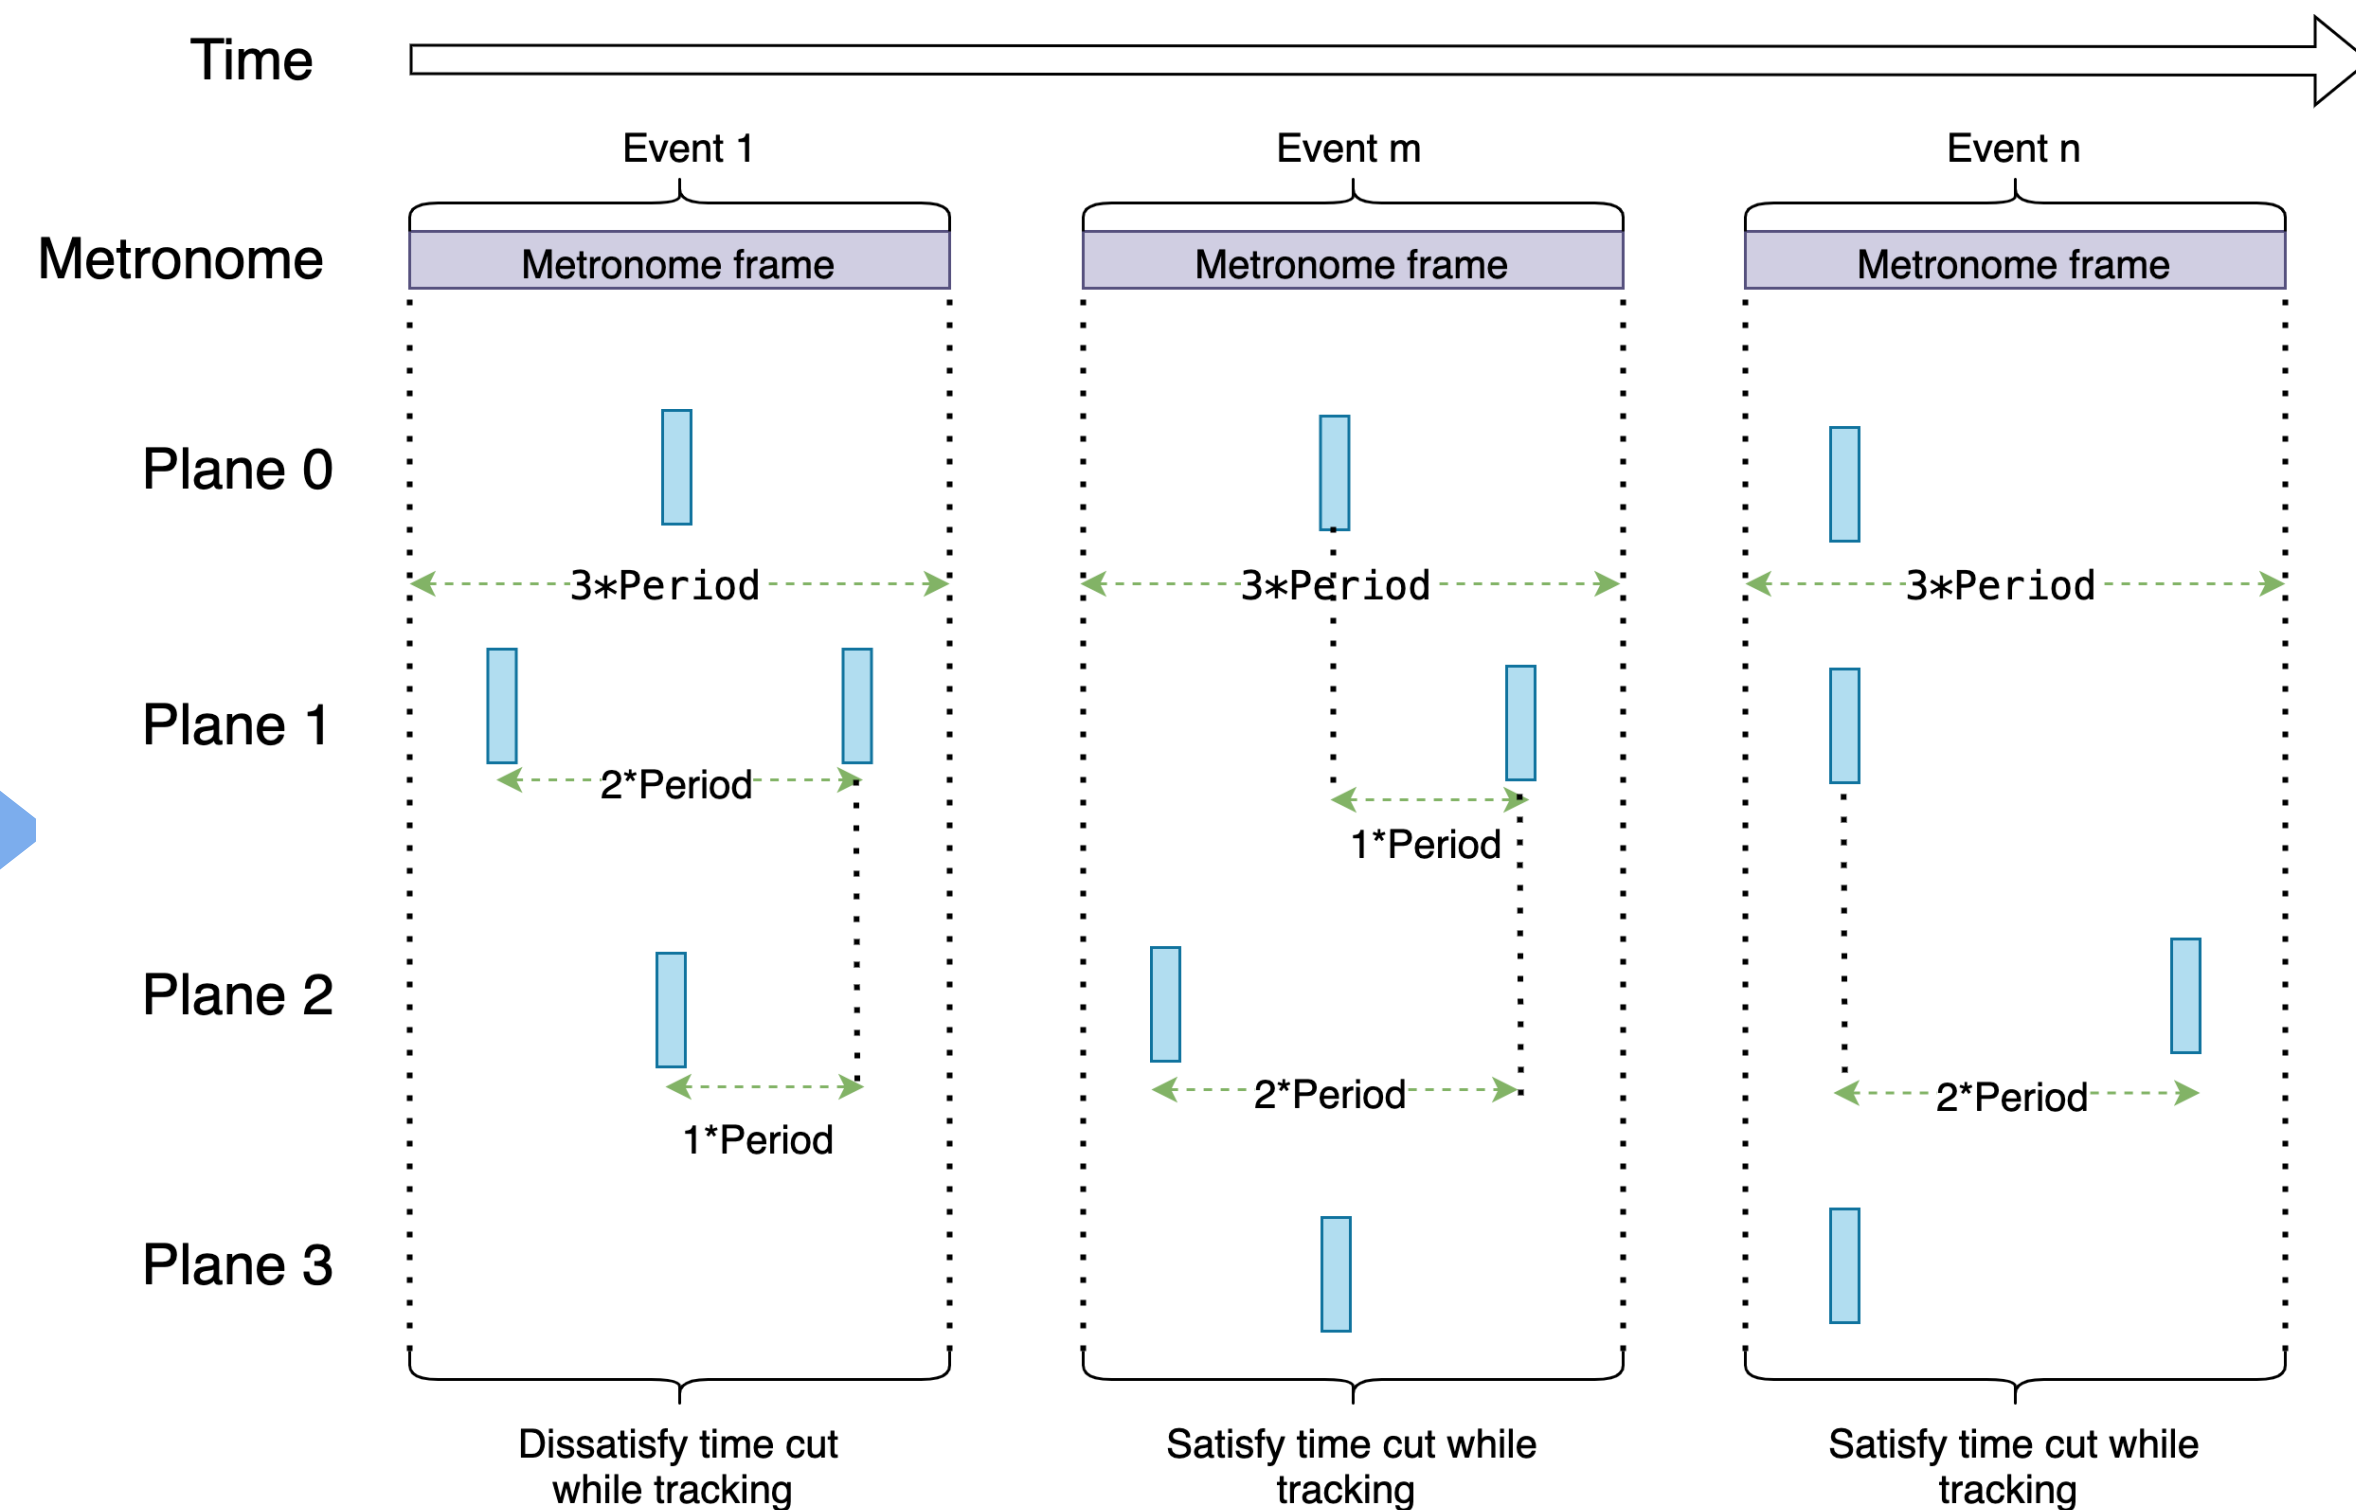 Time
Event 1
Event m
Event n
Metronome
Metronome frame
Metronome frame
Metronome frame
Plane 0
3*Period
3*Period
3*Period
Plane 1
2*Period
1*Period
Plane 2
2*Period
2*Period
1*Period
Plane 3
Dissatisfy time cut
while tracking
Satisfy time cut while
tracking
Satisfy time cut while
tracking